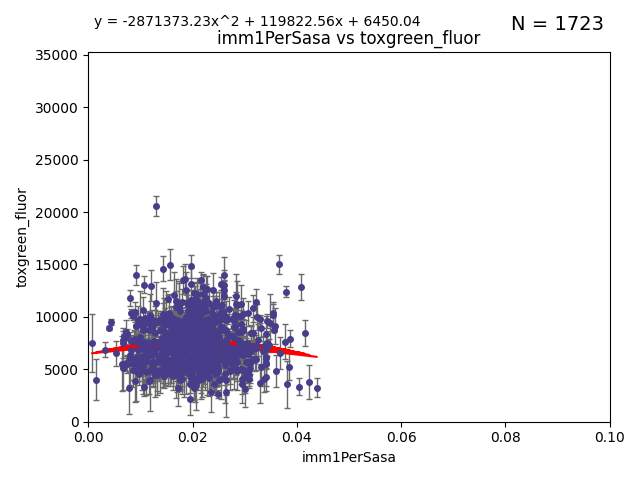 y = -2871373.23x^2 + 119822.56x + 6450.04
N = 1723
imm1PerSasa vs toxgreen_fluor
35000
30000
25000
20000
15000
10000
5000
0
toxgreen_fluor
0.00
0.02
0.04
0.06
0.08
0.10
imm1PerSasa